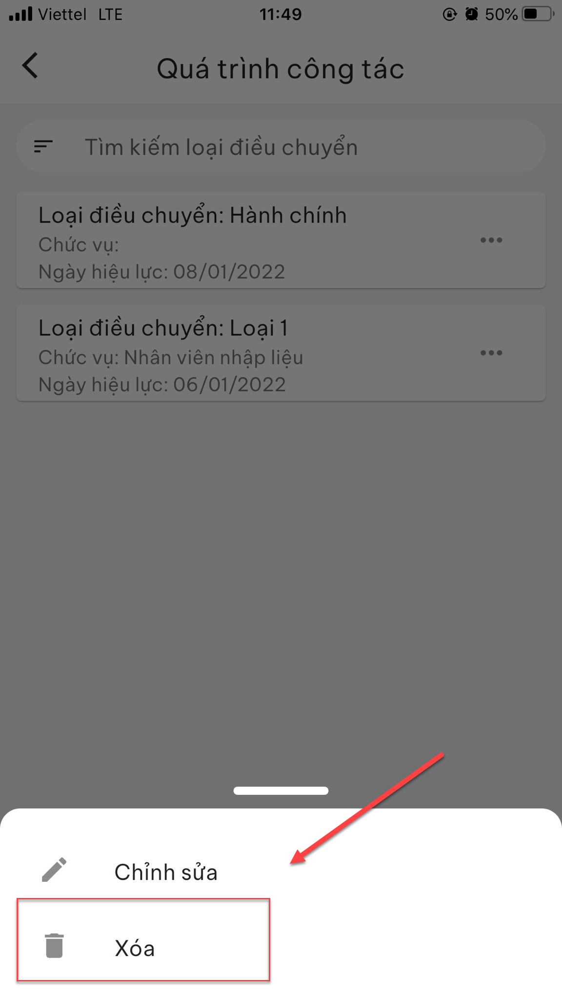 Viettel LTE 11:49 50%
Quá trình công tác
Tìm kiếm loại điều chuyển
Loại điều chuyển: Hành chính
Chức vụ:
Ngày hiệu lực: 08/01/2022
Loại điều chuyển: Loại 1
Chức vụ: Nhân viên nhập liệu
Ngày hiệu lực: 06/01/2022
Chỉnh sửa
Xóa